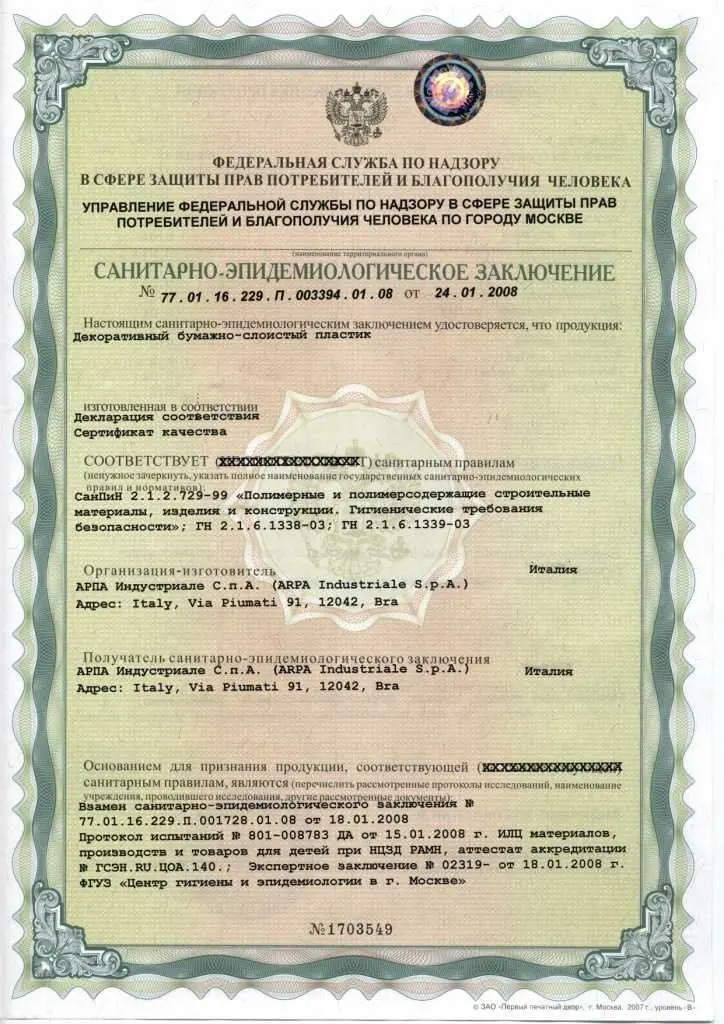 ФЕДЕРАЛЬНАЯ СЛУЖБА ПО НАДЗОРУ
В СФЕРЕ ЗАЩИТЫ ПРАВ ПОТРЕБИТЕЛЕЙ И БЛАГОПОЛУЧИЯ ЧЕЛОВЕКА
УПРАВЛЕНИЕ ФЕДЕРАЛЬНОЙ СЛУЖБЫ ПО НАДЗОРУ В СФЕРЕ ЗАЩИТЫ ПРАВ
ПОТРЕБИТЕЛЕЙ И БЛАГОПОЛУЧИЯ ЧЕЛОВЕКА ПО ГОРОДУ МОСКВЕ
(наименование территориального органа)
САНИТАРНО-ЭПИДЕМИОЛОГИЧЕСКОЕ ЗАКЛЮЧЕНИЕ
№ 77.01.16.229.П.003394.01.08 от 24.01.2008
Настоящим санитарно-эпидемиологическим заключением удостоверяется, что продукция:
Декоративный бумажно-слоистый пластик
изготовленная в соответствии
Декларация соответствия
Сертификат качества
СООТВЕТСТВУЕТ (ХХХХХХХХХХХХХХХХТ) санитарным правилам
(ненужное зачеркнуть, указать полное наименование государственных санитарно-эпидемиологических
правил и нормативов):
СанПиН 2.1.2.729-99 «Полимерные и полимерсодержащие строительные
материалы, изделия и конструкции. Гигиенические требования
безопасности»; ГН 2.1.6.1338-03; ГН 2.1.6.1339-03
Организация-изготовитель Италия
АРПА Индустриале С.п.А. (ARPA Industriale S.p.A.)
Адрес: Italy, Via Piumati 91, 12042, Bra
Получатель санитарно-эпидемиологического заключения
АРПА Индустриале С.п.А. (ARPA Industriale S.p.A.) Италия
Адрес: Italy, Via Piumati 91, 12042, Bra
Основанием для признания продукции, соответствующей (ХХХХХХХХХХХХХХХХ)
санитарным правилам, являются (перечислить рассмотренные протоколы исследований, наименование
учреждения, проводившего исследования, другие рассмотренные документы):
Взамен санитарно-эпидемиологического заключения №
77.01.16.229.П.001728.01.08 от 18.01.2008
Протокол испытаний № 801-008783 ДА от 15.01.2008 г. ИЛЦ материалов,
производств и товаров для детей при НЦЗД РАМН, аттестат аккредитации
№ ГСЭН.RU.ЦОА.140.; Экспертное заключение № 02319- от 18.01.2008 г.
ФГУЗ «Центр гигиены и эпидемиологии в г. Москве»
№1703549
© ЗАО «Первый печатный двор», г. Москва, 2007 г., уровень «В»